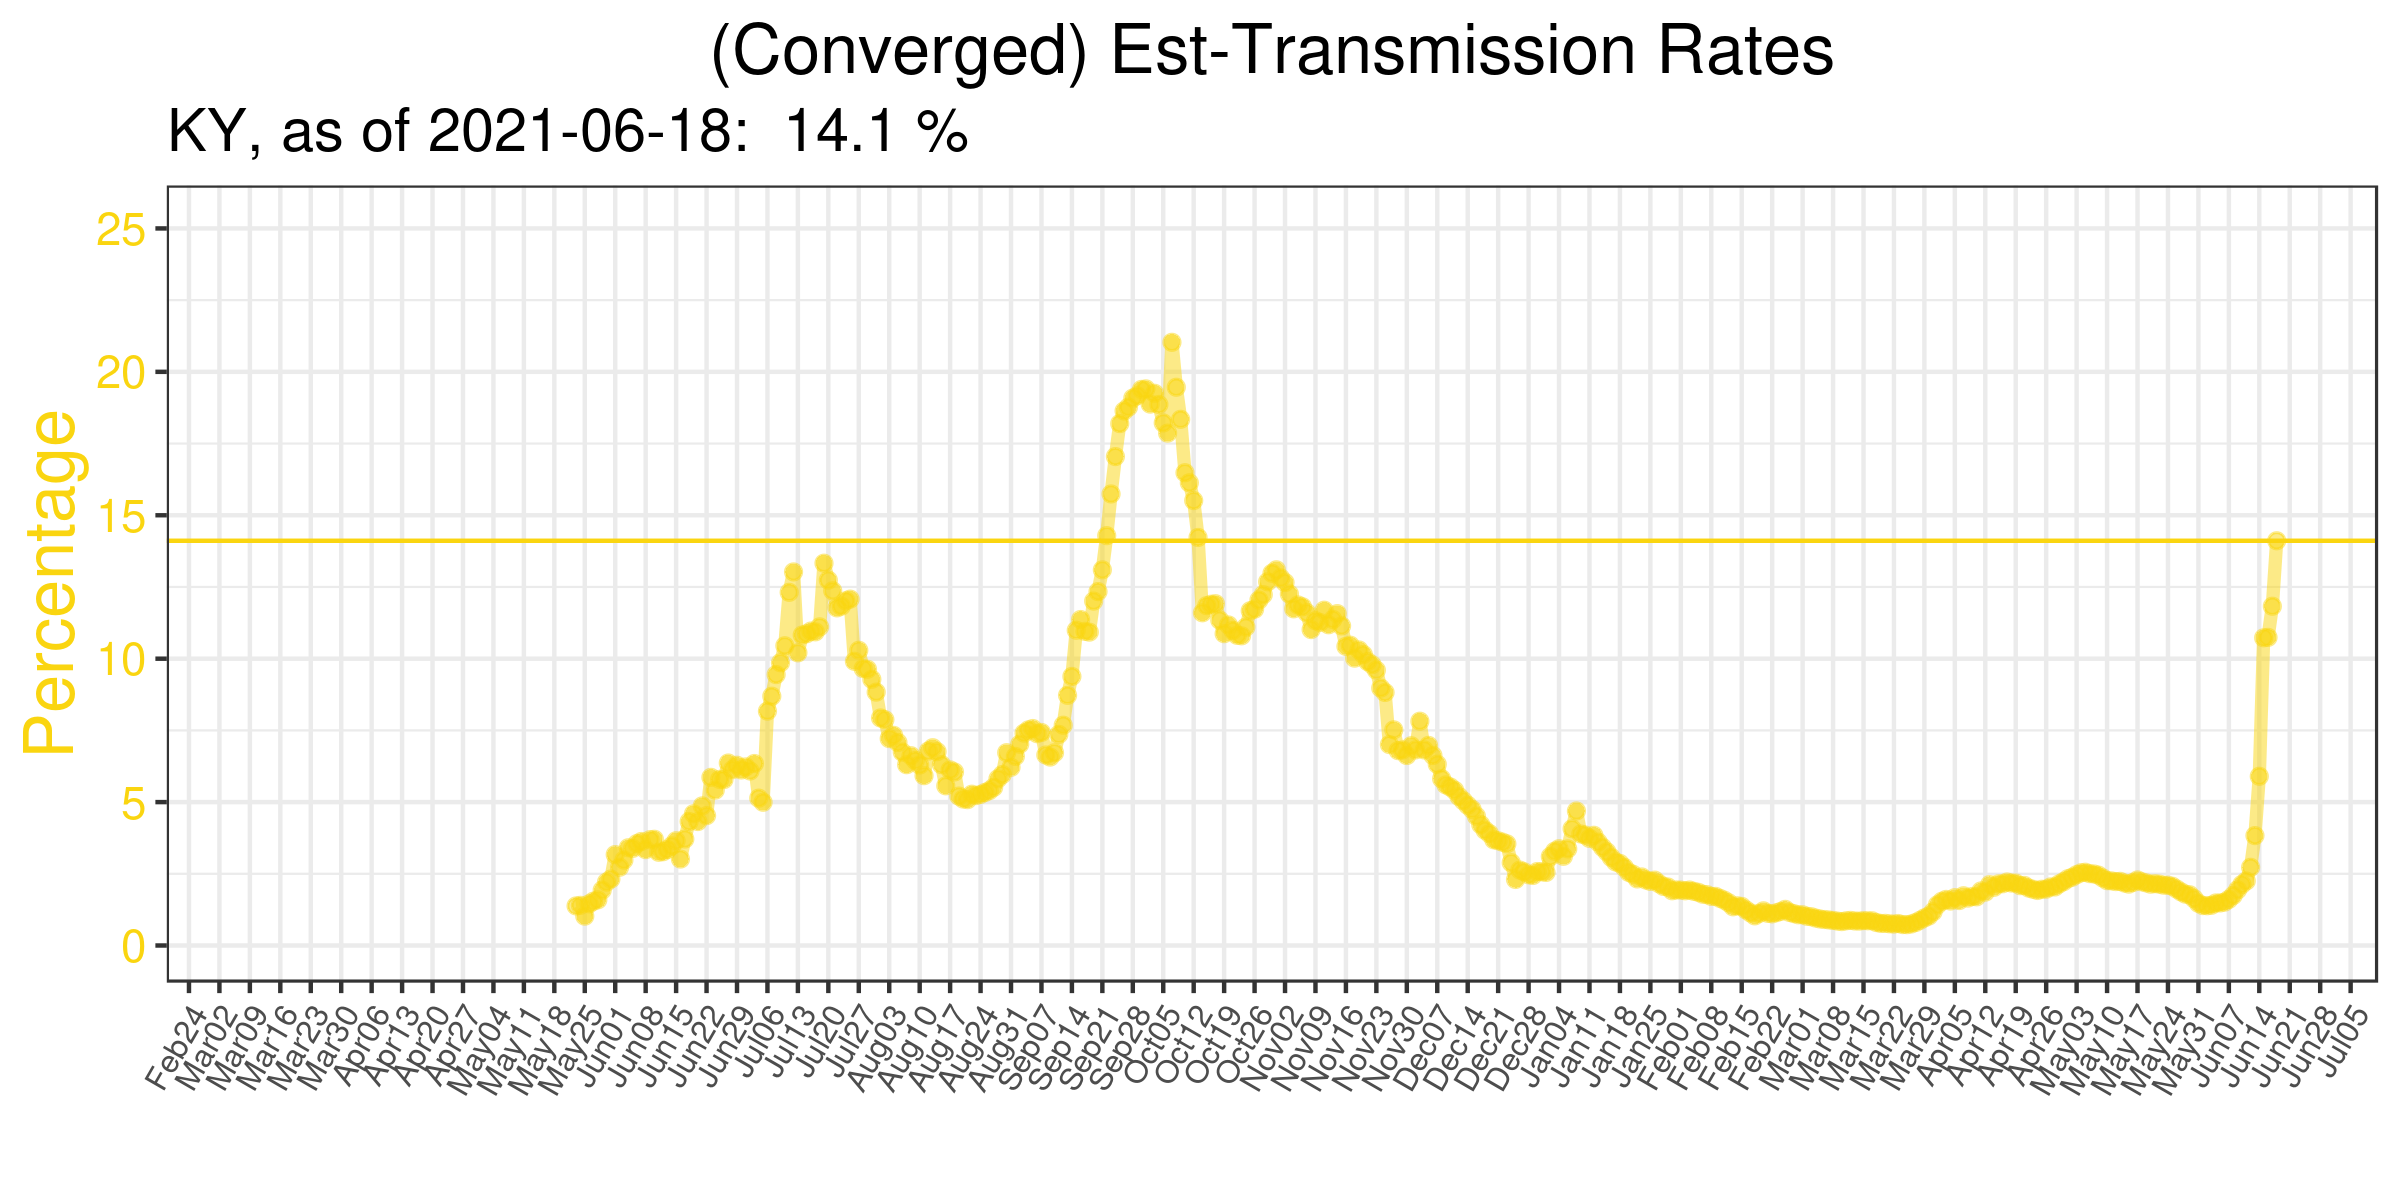 (Converged) Est-Transmission Rates
KY, as of 2021-06-18:  14.1 %
Percentage
25
20
15
10
5
0
Feb24
Mar02
Mar09
Mar16
Mar23
Mar30
Apr06
Apr13
Apr20
Apr27
May04
May11
May18
May25
Jun01
Jun08
Jun15
Jun22
Jun29
Jul06
Jul13
Jul20
Jul27
Aug03
Aug10
Aug17
Aug24
Aug31
Sep07
Sep14
Sep21
Sep28
Oct05
Oct12
Oct19
Oct26
Nov02
Nov09
Nov16
Nov23
Nov30
Dec07
Dec14
Dec21
Dec28
Jan04
Jan11
Jan18
Jan25
Feb01
Feb08
Feb15
Feb22
Mar01
Mar08
Mar15
Mar22
Mar29
Apr05
Apr12
Apr19
Apr26
May03
May10
May17
May24
May31
Jun07
Jun14
Jun21
Jun28
Jul05